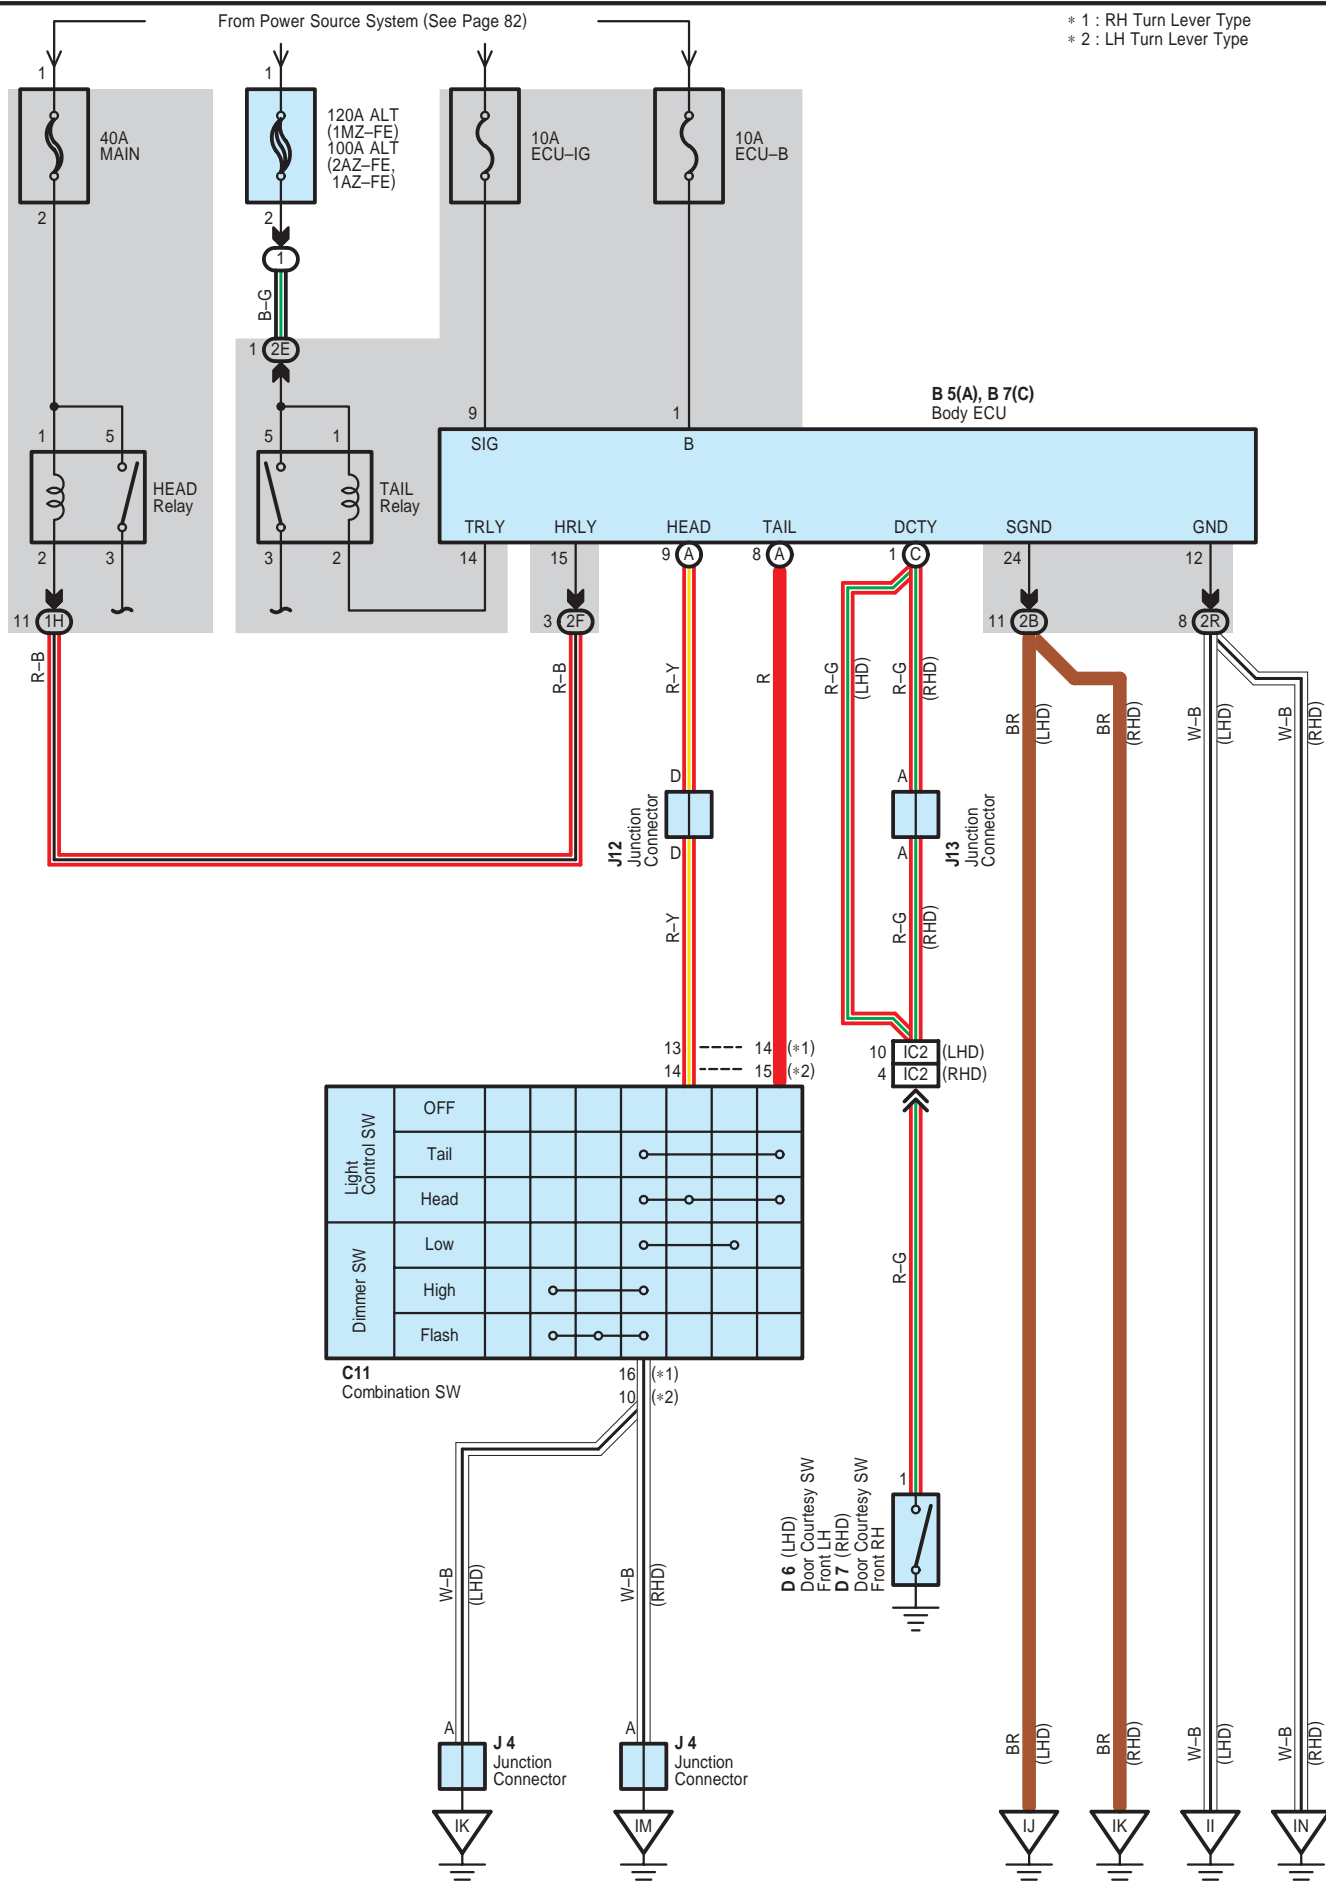 From Power Source System (See Page 82)
∗ 1 : RH Turn Lever Type
∗ 2 : LH Turn Lever Type
1
1
40A
MAIN
120A ALT
(1MZ–FE)
100A ALT
(2AZ–FE,
1AZ–FE)
10A
ECU–IG
10A
ECU–B
2
2
1
B–G
1
2E
B 5(A), B 7(C)
Body ECU
9
1
1
5
5
1
SIG
B
HEAD
Relay
TAIL
Relay
TRLY
HRLY
HEAD
TAIL
DCTY
SGND
GND
2
3
3
2
14
15
9
A
8
A
1
C
24
12
11
1H
3
2F
11
2B
8
2R
R–B
R–B
R–Y
R
R–G
(LHD)
R–G
(RHD)
BR
(LHD)
BR
(RHD)
W–B
(LHD)
W–B
(RHD)
D
A
J12
Junction
Connector
J13
Junction
Connector
D
A
R–Y
R–G
(RHD)
13
14
(∗1)
14
15
(∗2)
10
IC2
(LHD)
4
IC2
(RHD)
Light
Control SW
OFF
Tail
Head
Dimmer SW
Low
High
Flash
R–G
C11
Combination SW
16
(∗1)
10
(∗2)
1
D 6 (LHD)
Door Courtesy SW
Front LH
D 7 (RHD)
Door Courtesy SW
Front RH
W–B
(LHD)
W–B
(RHD)
A
J 4
Junction
Connector
A
J 4
Junction
Connector
BR
(LHD)
BR
(RHD)
W–B
(LHD)
W–B
(RHD)
IK
IM
IJ
IK
II
IN